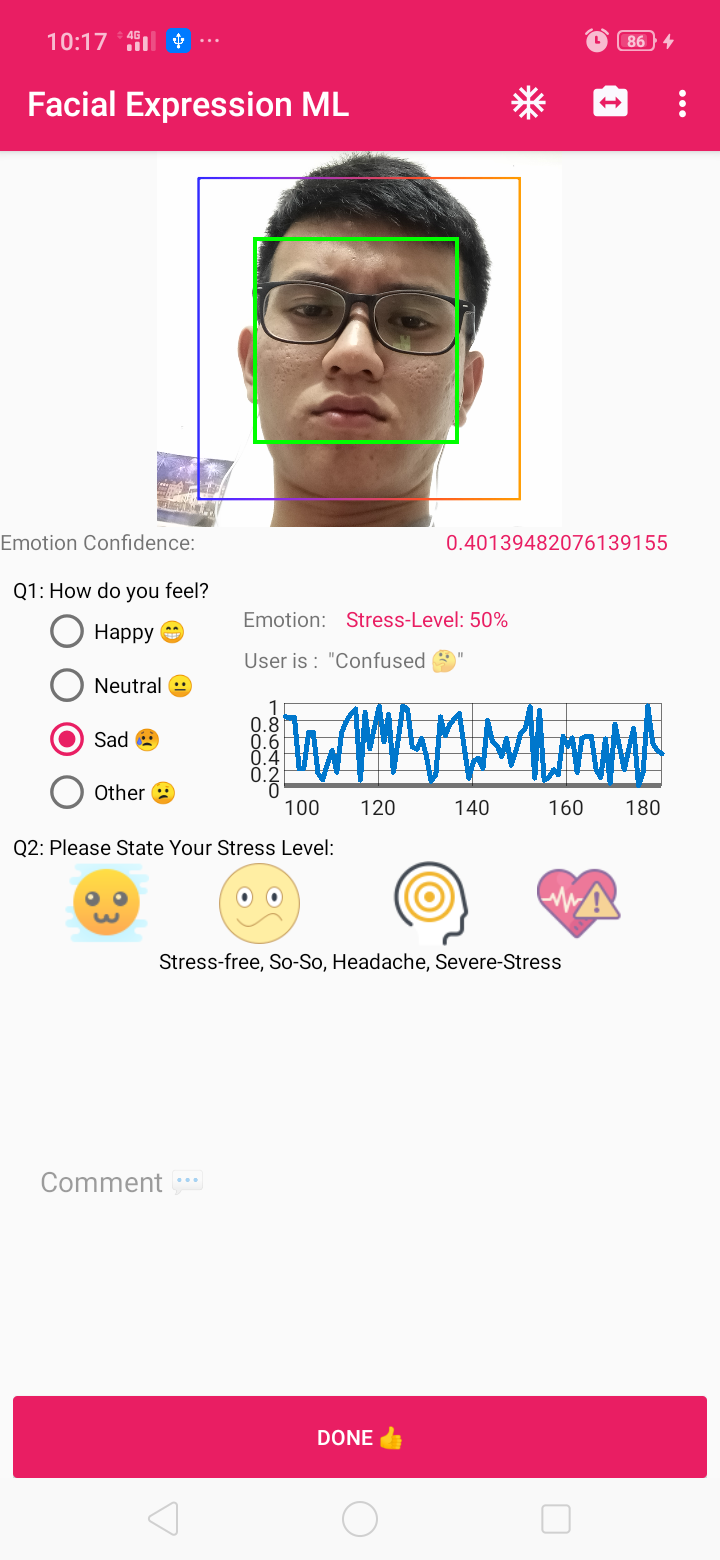 10:17 4G 86
Facial Expression ML
Emotion Confidence: 0.40139482076139155
Q1: How do you feel?
Happy 😁
Neutral 😐
Sad 😥
Other 😕
Emotion: Stress-Level: 50%
User is : "Confused 🤔"
1
0.8
0.6
0.4
0.2
0
100 120 140 160 180
Q2: Please State Your Stress Level:
Stress-free, So-So, Headache, Severe-Stress
Comment 💬
DONE 👍